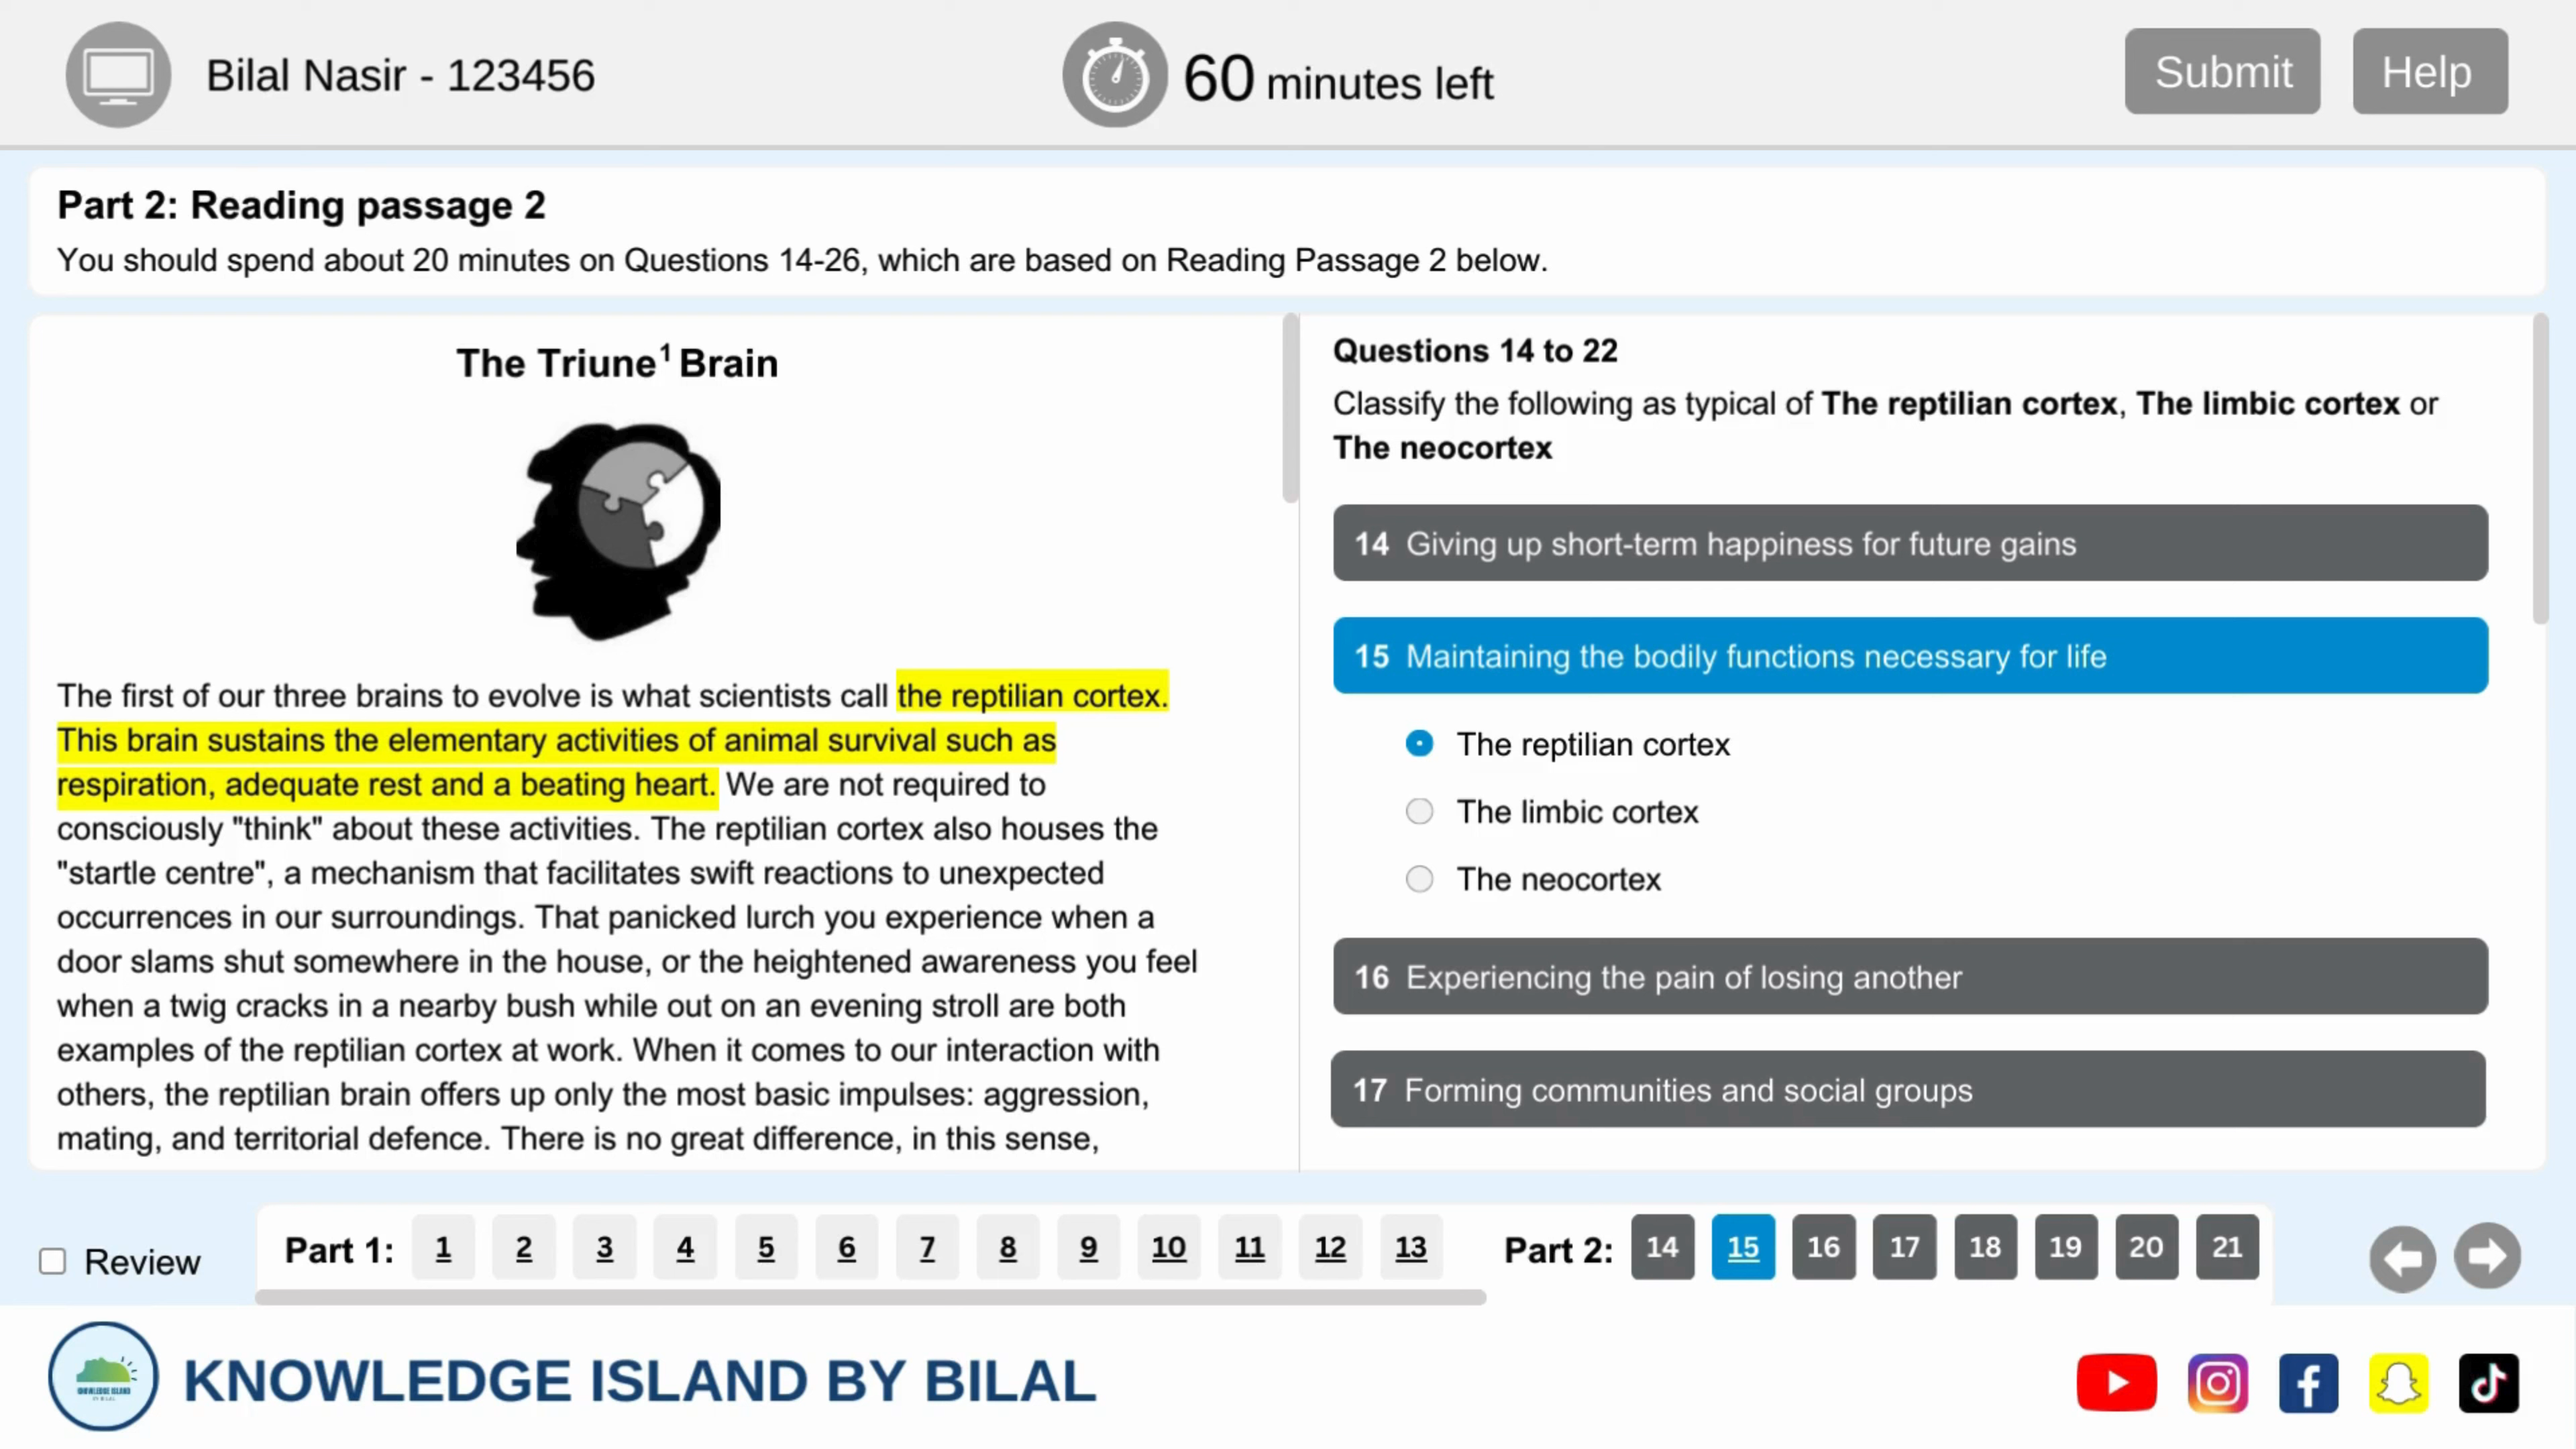 Bilal Nasir - 123456
60 minutes left
Submit
Help
Part 2: Reading passage 2
You should spend about 20 minutes on Questions 14-26, which are based on Reading Passage 2 below.
The Triune¹ Brain
The first of our three brains to evolve is what scientists call the reptilian cortex.
This brain sustains the elementary activities of animal survival such as
respiration, adequate rest and a beating heart. We are not required to
consciously "think" about these activities. The reptilian cortex also houses the
"startle centre", a mechanism that facilitates swift reactions to unexpected
occurrences in our surroundings. That panicked lurch you experience when a
door slams shut somewhere in the house, or the heightened awareness you feel
when a twig cracks in a nearby bush while out on an evening stroll are both
examples of the reptilian cortex at work. When it comes to our interaction with
others, the reptilian brain offers up only the most basic impulses: aggression,
mating, and territorial defence. There is no great difference, in this sense,
Questions 14 to 22
Classify the following as typical of The reptilian cortex, The limbic cortex or
The neocortex
14 Giving up short-term happiness for future gains
15 Maintaining the bodily functions necessary for life
The reptilian cortex
The limbic cortex
The neocortex
16 Experiencing the pain of losing another
17 Forming communities and social groups
Review
Part 1: 1 2 3 4 5 6 7 8 9 10 11 12 13
Part 2: 14 15 16 17 18 19 20 21
KNOWLEDGE ISLAND
BY BILAL
KNOWLEDGE ISLAND BY BILAL